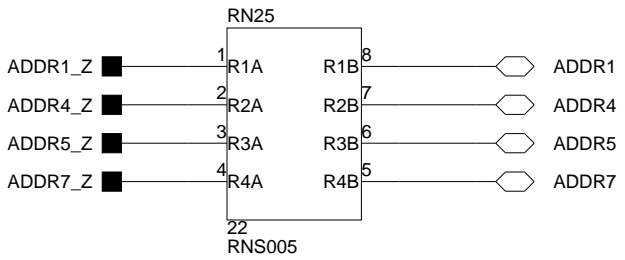 RN25
ADDR1_Z 1 R1A R1B 8 ADDR1
ADDR4_Z 2 R2A R2B 7 ADDR4
ADDR5_Z 3 R3A R3B 6 ADDR5
ADDR7_Z 4 R4A R4B 5 ADDR7
22
RNS005